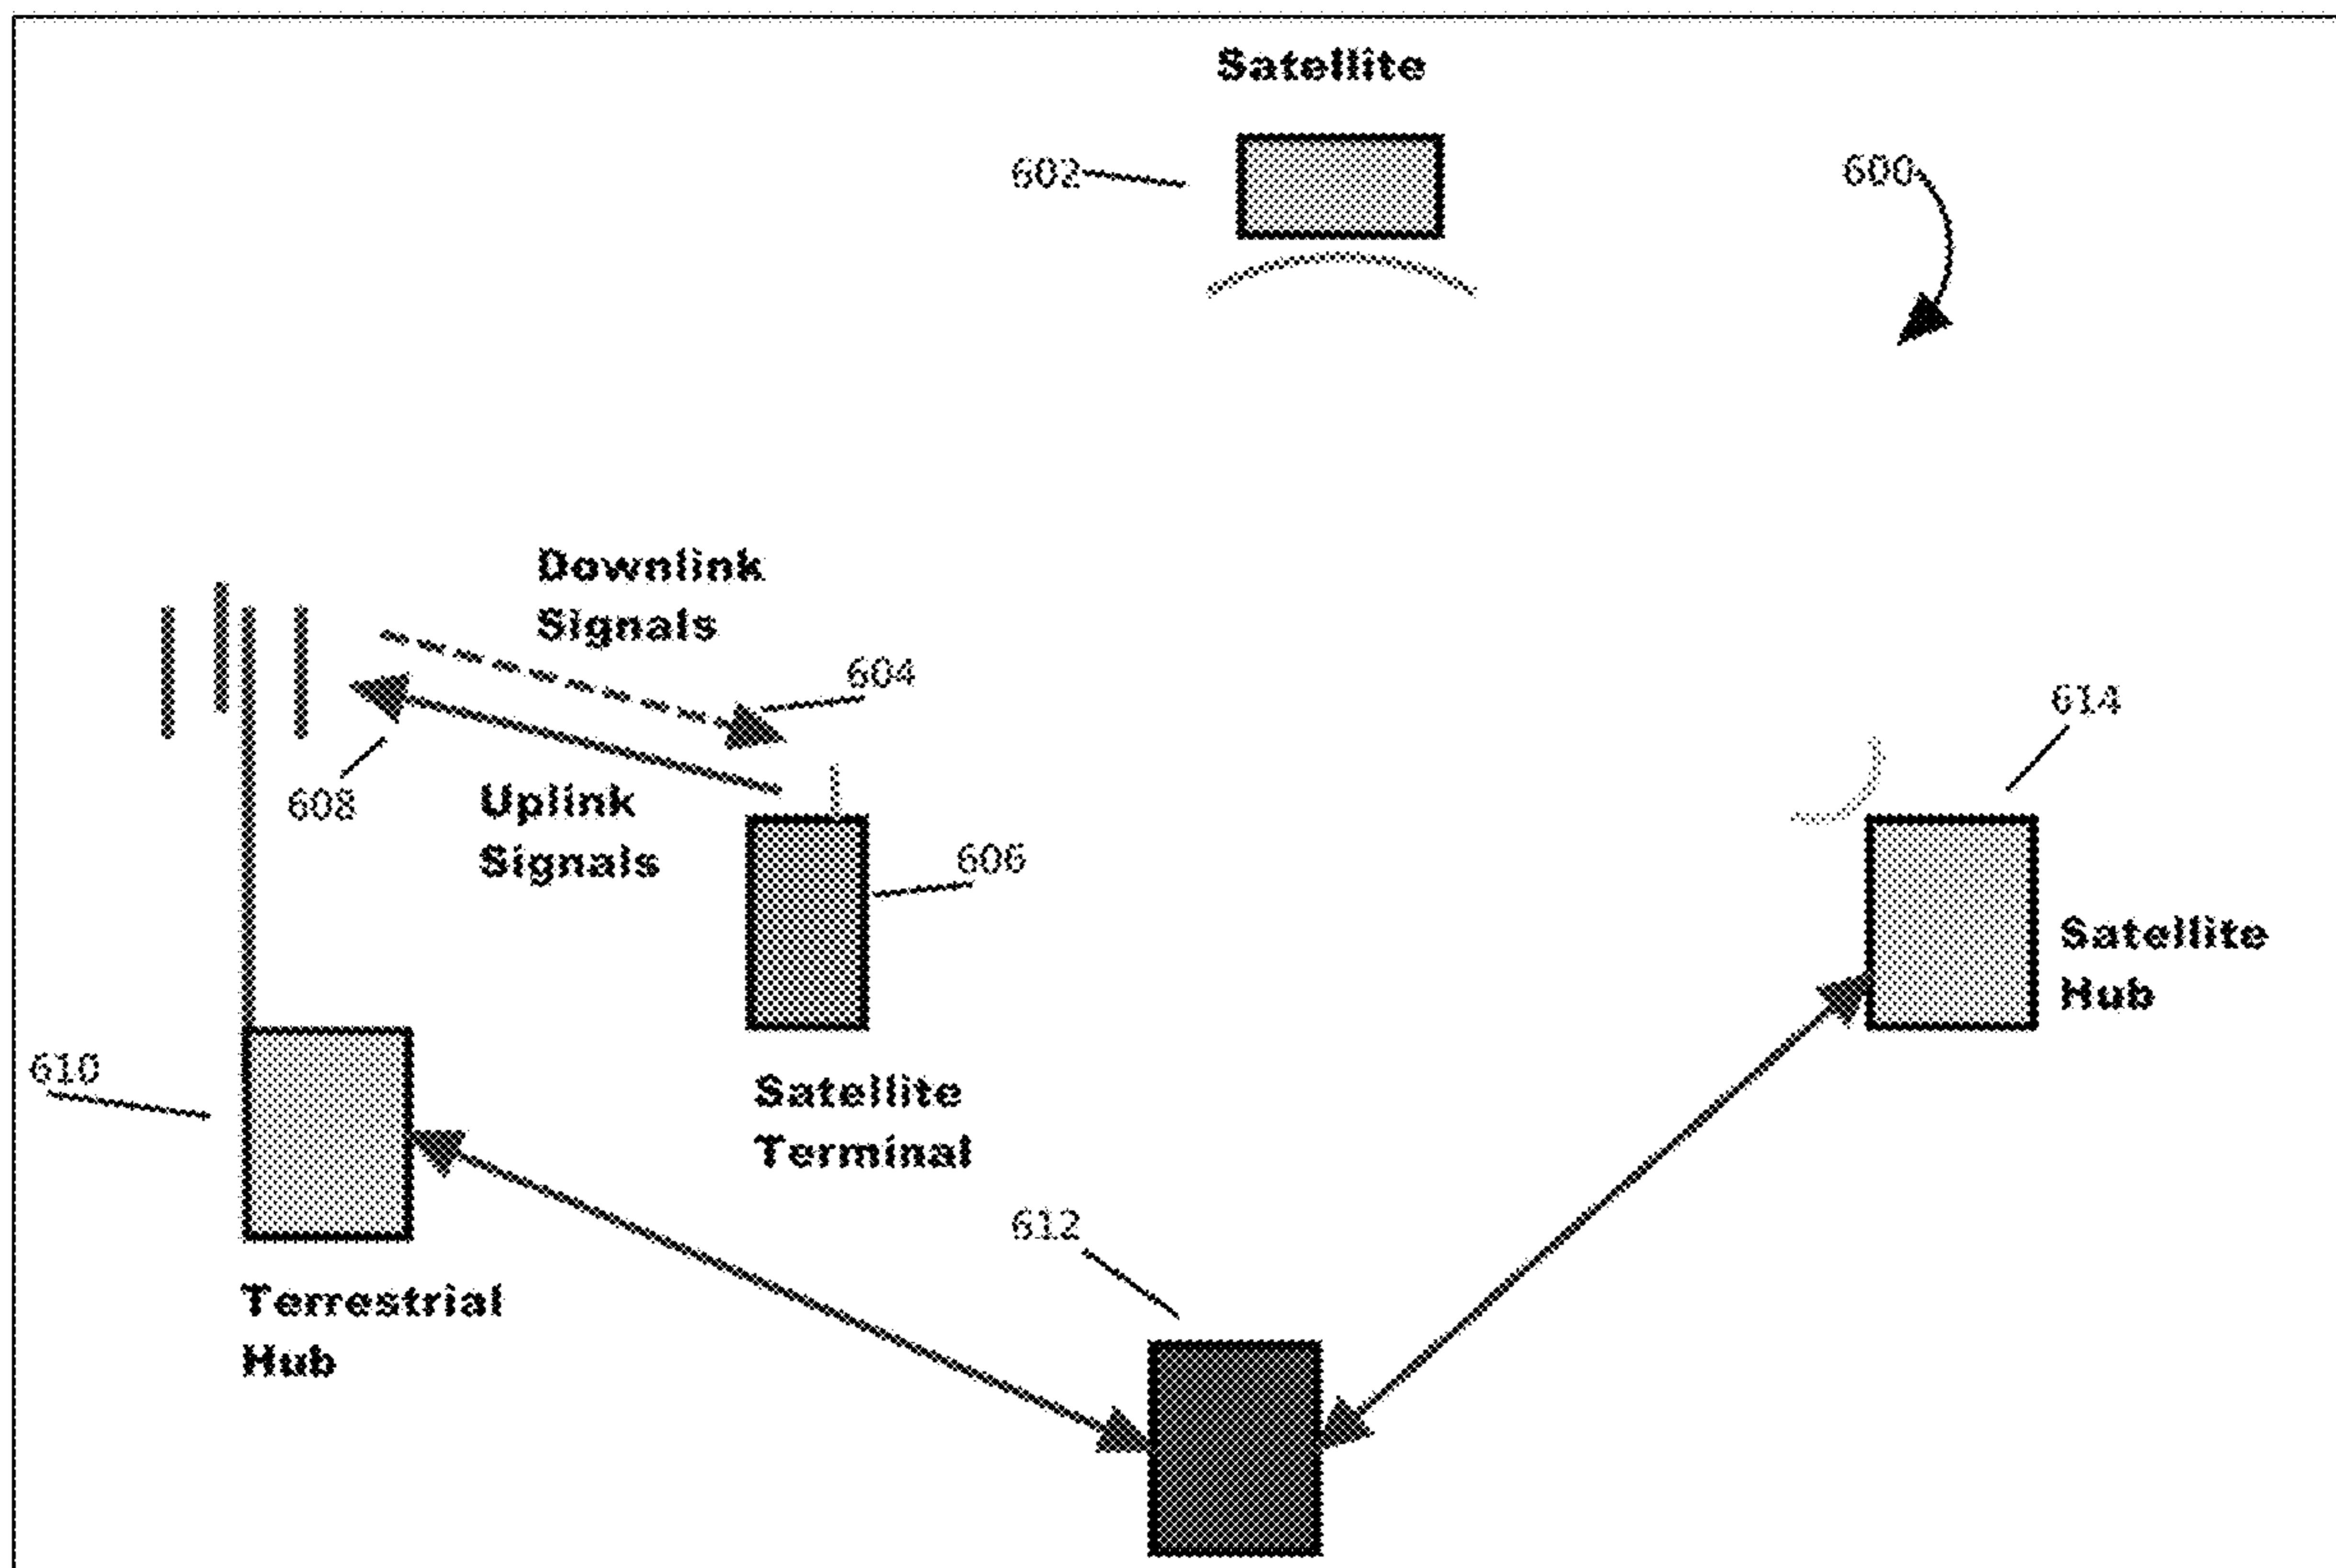 Satellite
602
600
Downlink
Signals
604
614
608
Uplink
Signals
606
Satellite
Hub
610
Satellite
Terminal
612
Terrestrial
Hub